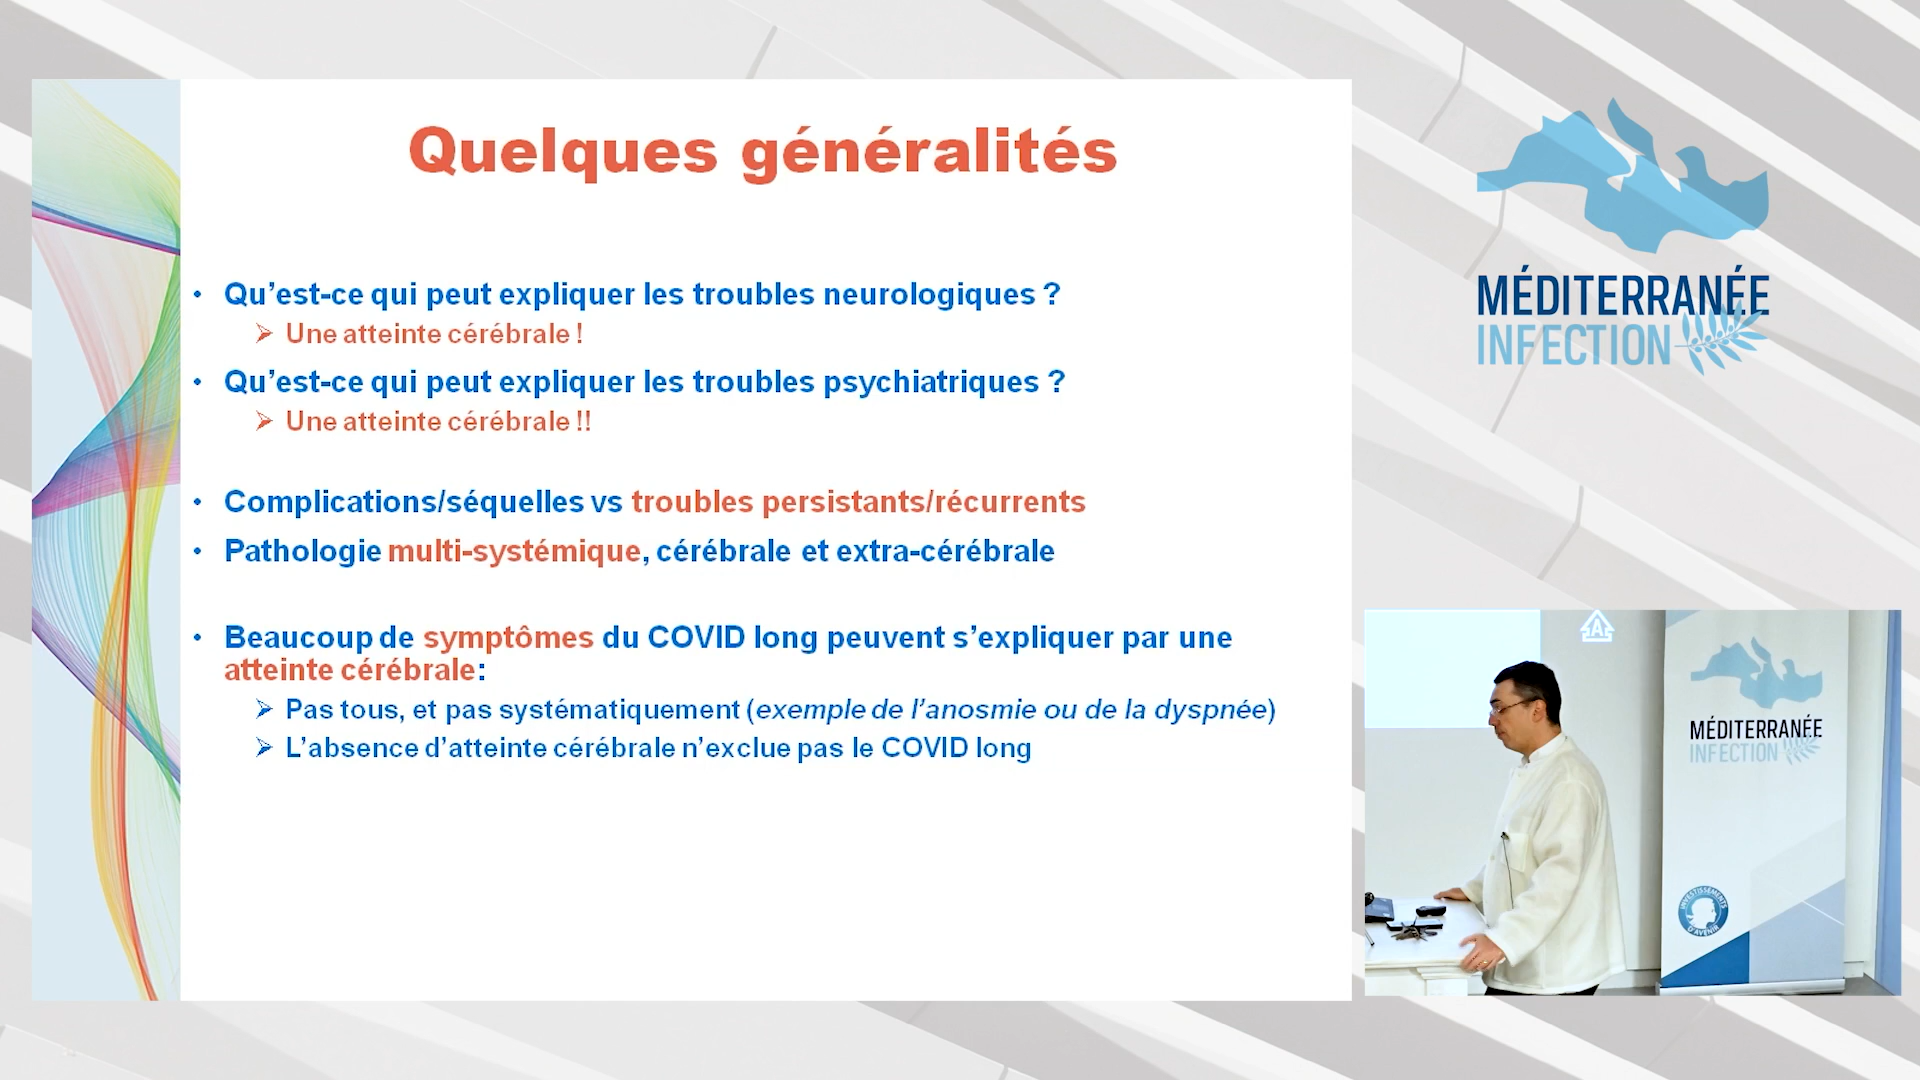 Quelques généralités
• Qu’est-ce qui peut expliquer les troubles neurologiques ?
➢ Une atteinte cérébrale !
• Qu’est-ce qui peut expliquer les troubles psychiatriques ?
➢ Une atteinte cérébrale !!
• Complications/séquelles vs troubles persistants/récurrents
• Pathologie multi-systémique, cérébrale et extra-cérébrale
• Beaucoup de symptômes du COVID long peuvent s’expliquer par une
atteinte cérébrale:
➢ Pas tous, et pas systématiquement (exemple de l’anosmie ou de la dyspnée)
➢ L’absence d’atteinte cérébrale n’exclue pas le COVID long
MÉDITERRANÉE
INFECTION
A
MÉDITERRANÉE
INFECTION
INVESTISSEMENTS
D'AVENIR